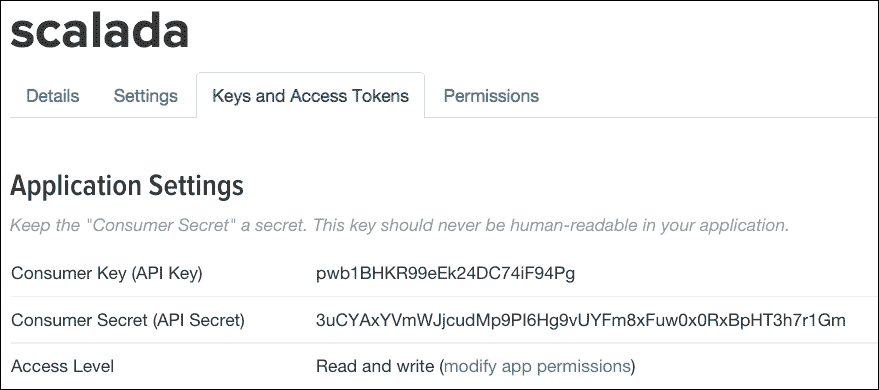 scalada
Details Settings Keys and Access Tokens Permissions
Application Settings
Keep the "Consumer Secret" a secret. This key should never be human-readable in your application.
Consumer Key (API Key) pwb1BHKR99eEk24DC74iF94Pg
Consumer Secret (API Secret) 3uCYAxYVmWJjcudMp9PI6Hg9vUYFm8xFuw0x0RxBpHT3h7r1Gm
Access Level Read and write (modify app permissions)